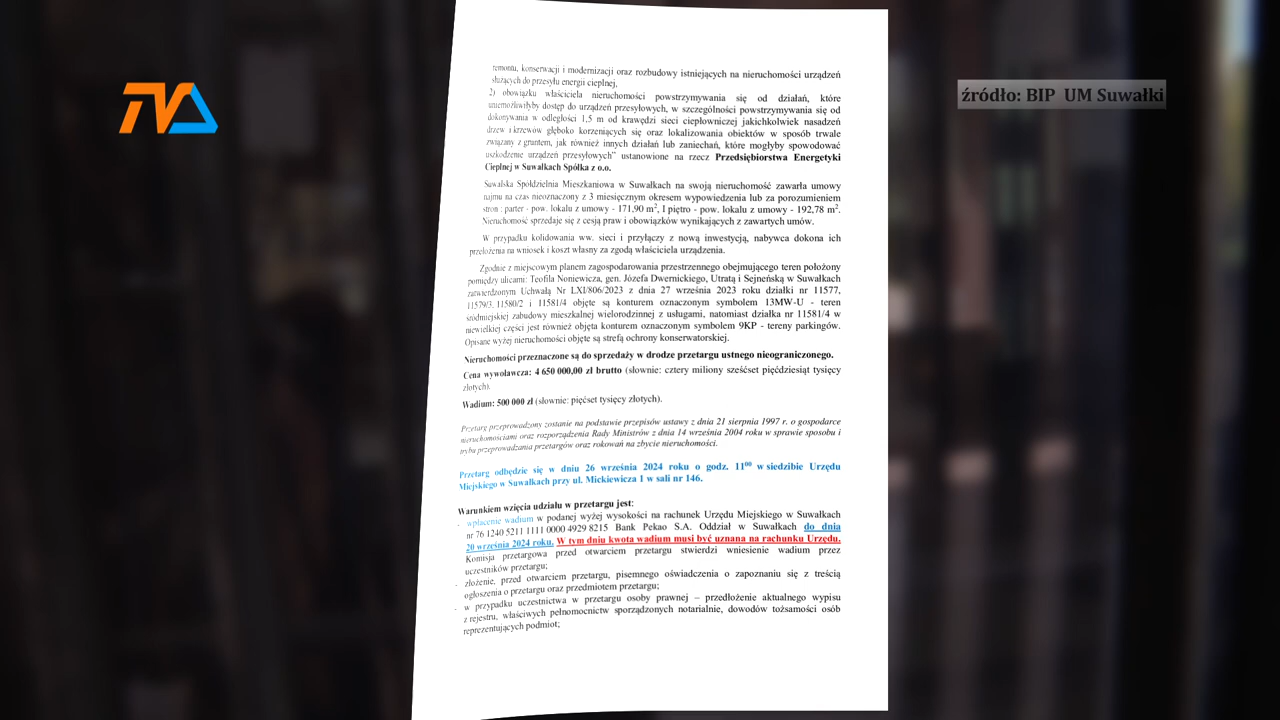 TVA
źródło: BIP UM Suwałki
remontu, konserwacji i modernizacji oraz rozbudowy istniejących na nieruchomości urządzeń
służących do przesyłu energii cieplnej,
2) obowiązku właściciela nieruchomości powstrzymywania się od działań, które
uniemożliwiłyby dostęp do urządzeń przesyłowych, w szczególności powstrzymywania się od
dokonywania w odległości 1,5 m od krawędzi sieci ciepłowniczej jakichkolwiek nasadzeń
drzew i krzewów głęboko korzeniących się oraz lokalizowania obiektów w sposób trwale
związany z gruntem, jak również innych działań lub zaniechań, które mogłyby spowodować
uszkodzenie urządzeń przesyłowych” ustanowione na rzecz Przedsiębiorstwa Energetyki
Cieplnej w Suwałkach Spółka z o.o.
Suwalska Spółdzielnia Mieszkaniowa w Suwałkach na swoją nieruchomość zawarła umowy
najmu na czas nieoznaczony z 3 miesięcznym okresem wypowiedzenia lub za porozumieniem
stron : parter - pow. lokalu z umowy - 171,90 m², I piętro - pow. lokalu z umowy - 192,78 m².
Nieruchomość sprzedaje się z cesją praw i obowiązków wynikających z zawartych umów.
W przypadku kolidowania ww. sieci i przyłączy z nową inwestycją, nabywca dokona ich
przełożenia na wniosek i koszt własny za zgodą właściciela urządzenia.
Zgodnie z miejscowym planem zagospodarowania przestrzennego obejmującego teren położony
pomiędzy ulicami: Teofila Noniewicza, gen. Józefa Dwernickiego, Utratą i Sejneńską w Suwałkach
zatwierdzonym Uchwałą Nr LXI/806/2023 z dnia 27 września 2023 roku działki nr 11577,
11579/3, 11580/2 i 11581/4 objęte są konturem oznaczonym symbolem 13MW-U - teren
śródmiejskiej zabudowy mieszkalnej wielorodzinnej z usługami, natomiast działka nr 11581/4 w
niewielkiej części jest również objęta konturem oznaczonym symbolem 9KP - tereny parkingów.
Opisane wyżej nieruchomości objęte są strefą ochrony konserwatorskiej.
Nieruchomości przeznaczone są do sprzedaży w drodze przetargu ustnego nieograniczonego.
Cena wywoławcza: 4 650 000,00 zł brutto (słownie: cztery miliony sześćset pięćdziesiąt tysięcy
złotych).
Wadium: 500 000 zł (słownie: pięćset tysięcy złotych).
Przetarg przeprowadzony zostanie na podstawie przepisów ustawy z dnia 21 sierpnia 1997 r. o gospodarce
nieruchomościami oraz rozporządzenia Rady Ministrów z dnia 14 września 2004 roku w sprawie sposobu i
trybu przeprowadzania przetargów oraz rokowań na zbycie nieruchomości.
Przetarg odbędzie się w dniu 26 września 2024 roku o godz. 11⁰⁰ w siedzibie Urzędu
Miejskiego w Suwałkach przy ul. Mickiewicza 1 w sali nr 146.
Warunkiem wzięcia udziału w przetargu jest:
- wpłacenie wadium w podanej wyżej wysokości na rachunek Urzędu Miejskiego w Suwałkach
nr 76 1240 5211 1111 0000 4929 8215 Bank Pekao S.A. Oddział w Suwałkach do dnia
20 września 2024 roku. W tym dniu kwota wadium musi być uznana na rachunku Urzędu.
Komisja przetargowa przed otwarciem przetargu stwierdzi wniesienie wadium przez
uczestników przetargu;
- złożenie, przed otwarciem przetargu, pisemnego oświadczenia o zapoznaniu się z treścią
ogłoszenia o przetargu oraz przedmiotem przetargu;
- w przypadku uczestnictwa w przetargu osoby prawnej – przedłożenie aktualnego wypisu
z rejestru, właściwych pełnomocnictw sporządzonych notarialnie, dowodów tożsamości osób
reprezentujących podmiot;